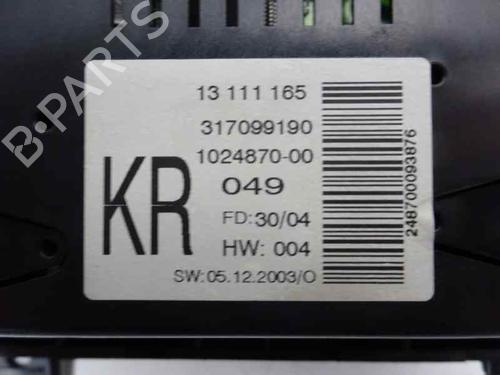 B-PARTS
13 111 165
317099190
1024870-00
KR
049
FD: 30/04
HW: 004
SW: 05.12.2003/O
248700093876